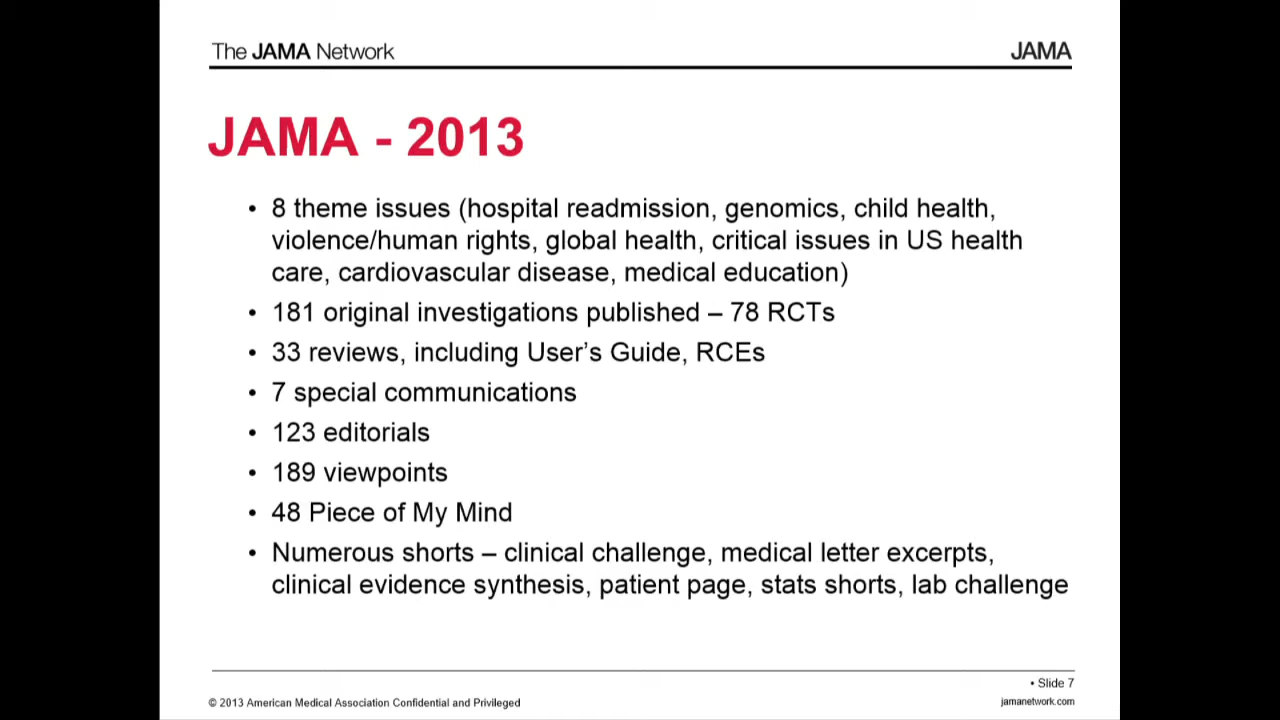 The JAMA Network
JAMA
JAMA - 2013
• 8 theme issues (hospital readmission, genomics, child health,
violence/human rights, global health, critical issues in US health
care, cardiovascular disease, medical education)
• 181 original investigations published – 78 RCTs
• 33 reviews, including User’s Guide, RCEs
• 7 special communications
• 123 editorials
• 189 viewpoints
• 48 Piece of My Mind
• Numerous shorts – clinical challenge, medical letter excerpts,
clinical evidence synthesis, patient page, stats shorts, lab challenge
• Slide 7
© 2013 American Medical Association Confidential and Privileged
jamanetwork.com